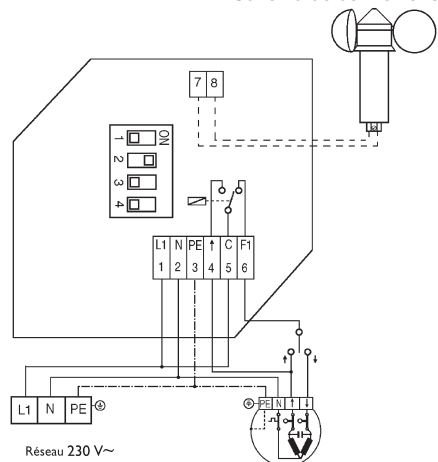 7 8
ON
1
2
3
4
L1 N PE ↑ C F1
1 2 3 4 5 6
↑ ↓
L1 N PE
PE N ↑ ↓
Réseau 230 V~